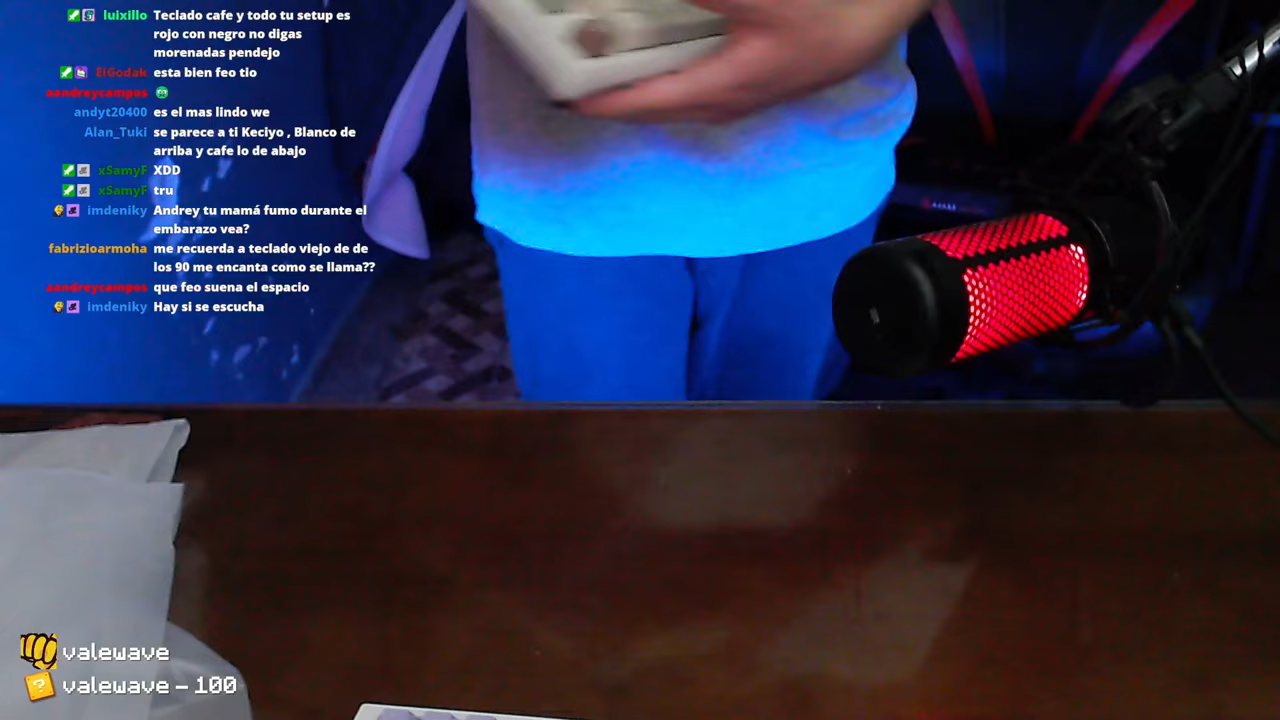 luixillo Teclado cafe y todo tu setup es
rojo con negro no digas
morenadas pendejo
ElGodak esta bien feo tio
aandreycampos
andyt20400 es el mas lindo we
Alan_Tuki se parece a ti Keciyo , Blanco de
arriba y cafe lo de abajo
xSamyF XDD
xSamyF tru
imdeniky Andrey tu mamá fumo durante el
embarazo vea?
fabrizioarmoha me recuerda a teclado viejo de de
los 90 me encanta como se llama??
aandreycampos que feo suena el espacio
imdeniky Hay si se escucha
valewave
valewave - 100